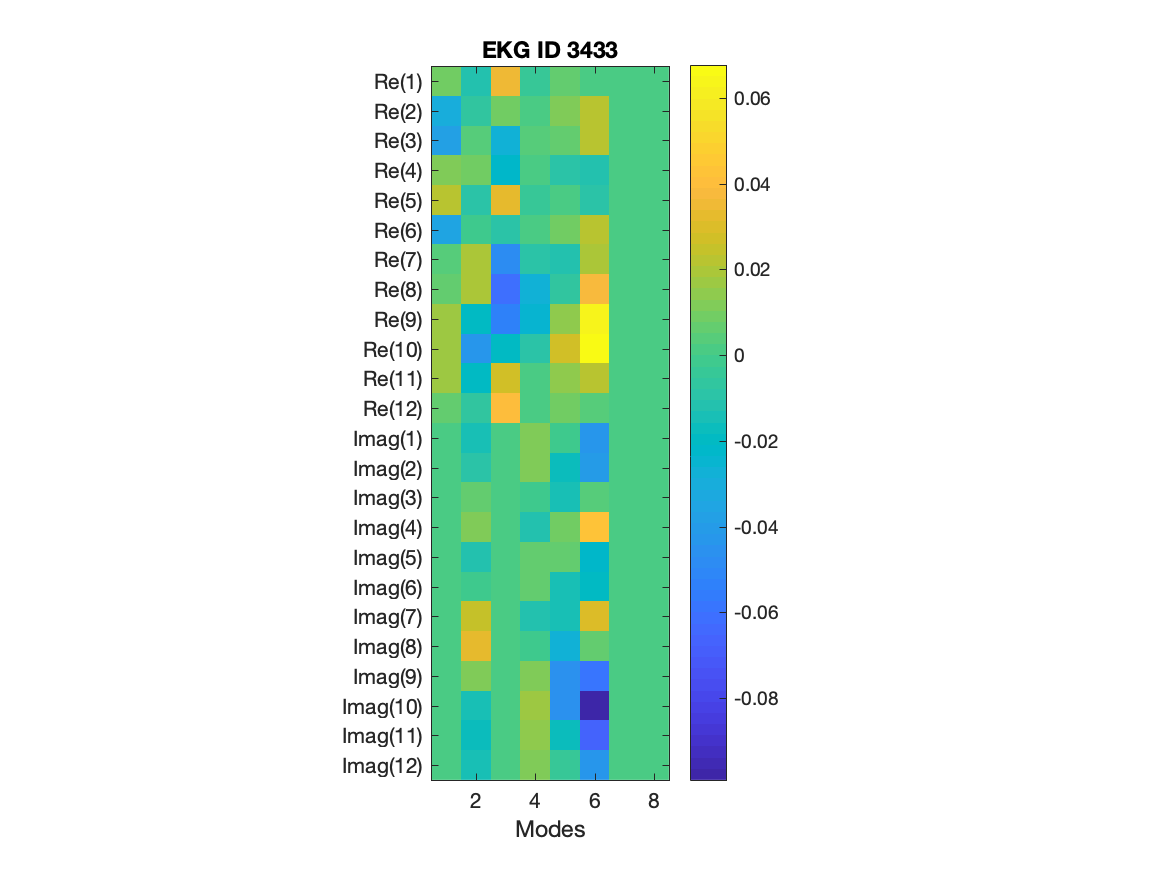 EKG ID 3433
Re(1)
Re(2)
Re(3)
Re(4)
Re(5)
Re(6)
Re(7)
Re(8)
Re(9)
Re(10)
Re(11)
Re(12)
Imag(1)
Imag(2)
Imag(3)
Imag(4)
Imag(5)
Imag(6)
Imag(7)
Imag(8)
Imag(9)
Imag(10)
Imag(11)
Imag(12)
2 4 6 8
Modes
0.06
0.04
0.02
0
-0.02
-0.04
-0.06
-0.08